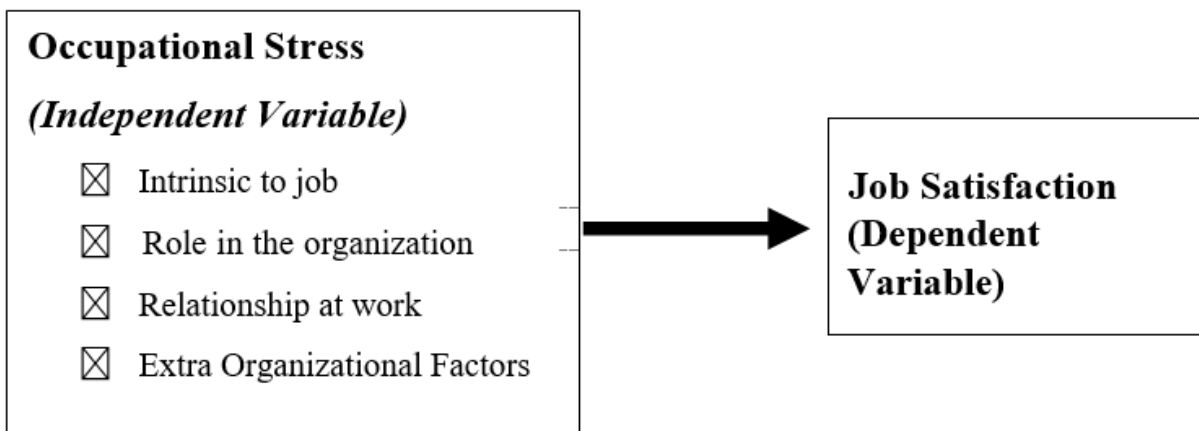 Occupational Stress
(Independent Variable)
☒ Intrinsic to job
☒ Role in the organization
☒ Relationship at work
☒ Extra Organizational Factors
Job Satisfaction
(Dependent
Variable)